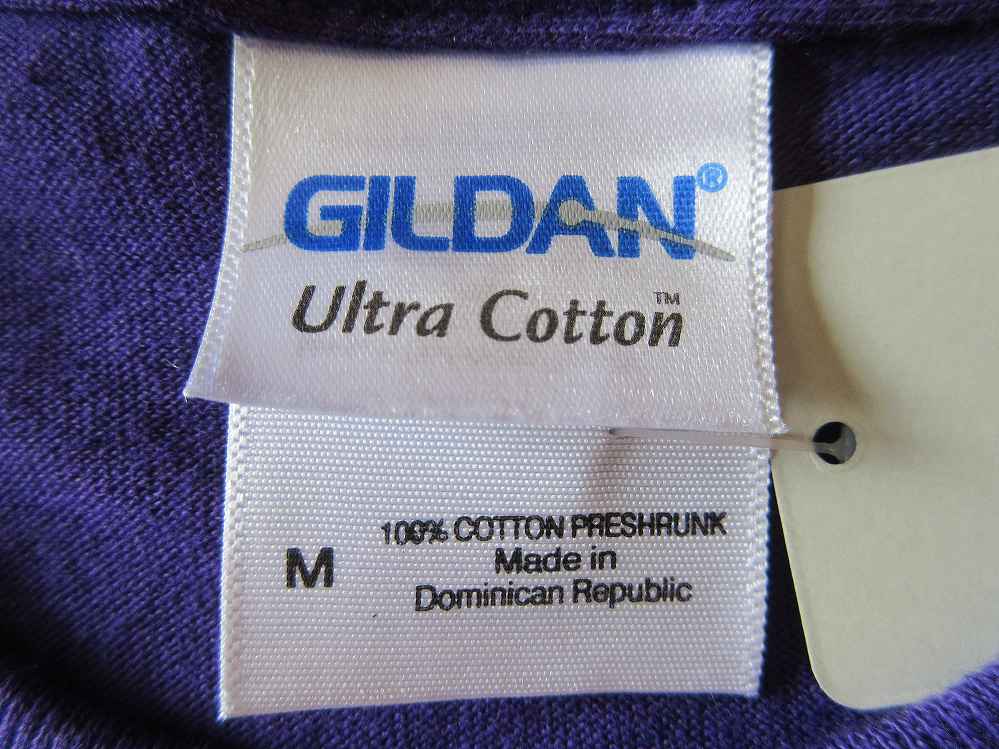 GILDAN®
Ultra Cotton™
100% COTTON PRESHRUNK
M
Made in
Dominican Republic